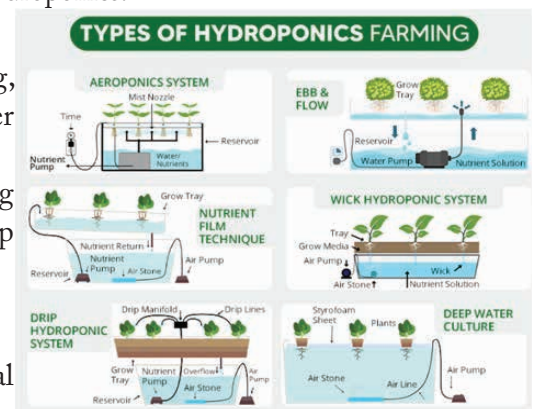 TYPES OF HYDROPONICS FARMING
g,
er
ng
p
al
AEROPONICS SYSTEM
Mist Nozzle
Time
Reservoir
Nutrient
Pump
Water/
Nutrients
EBB &
FLOW
Grow
Tray
Reservoir
Water Pump
Nutrient Solution
NUTRIENT
FILM
TECHNIQUE
Grow Tray
Nutrient Return
Nutrient
Pump
Air Pump
Reservoir
Air Stone
WICK HYDROPONIC SYSTEM
Tray
Grow Media
Air Pump
Wick
Air Stone
Nutrient Solution
DRIP
HYDROPONIC
SYSTEM
Drip Manifold
Drip Lines
Grow
Tray
Nutrient
Pump
Overflow
Air
Pump
Air Stone
Reservoir
DEEP WATER
CULTURE
Styrofoam
Sheet
Plants
Air Pump
Air Stone
Air Line